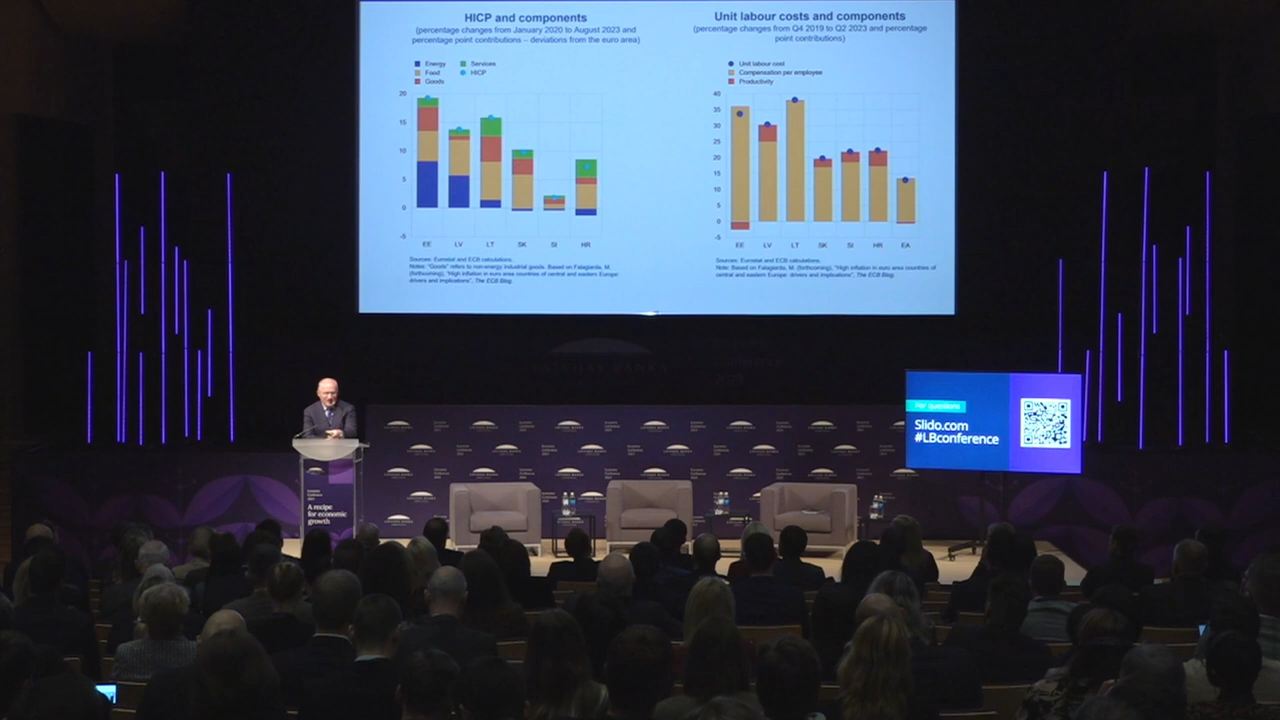 HICP and components
(percentage changes from January 2020 to August 2023 and
percentage point contributions – deviations from the euro area)
Energy
Food
Goods
Services
HICP
20
15
10
5
0
-5
EE LV LT SK SI HR
Sources: Eurostat and ECB calculations.
Notes: "Goods" refers to non-energy industrial goods. Based on Falagiarda, M.
(forthcoming), "High inflation in euro area countries of central and eastern Europe:
drivers and implications", The ECB Blog.
Unit labour costs and components
(percentage changes from Q4 2019 to Q2 2023 and percentage
point contributions)
Unit labour cost
Compensation per employee
Productivity
40
35
30
25
20
15
10
5
0
-5
EE LV LT SK SI HR EA
Sources: Eurostat and ECB calculations.
Note: Based on Falagiarda, M. (forthcoming), "High inflation in euro area countries of
central and eastern Europe: drivers and implications", The ECB Blog.
For questions
Slido.com
#LBconference
A recipe
for economic
growth